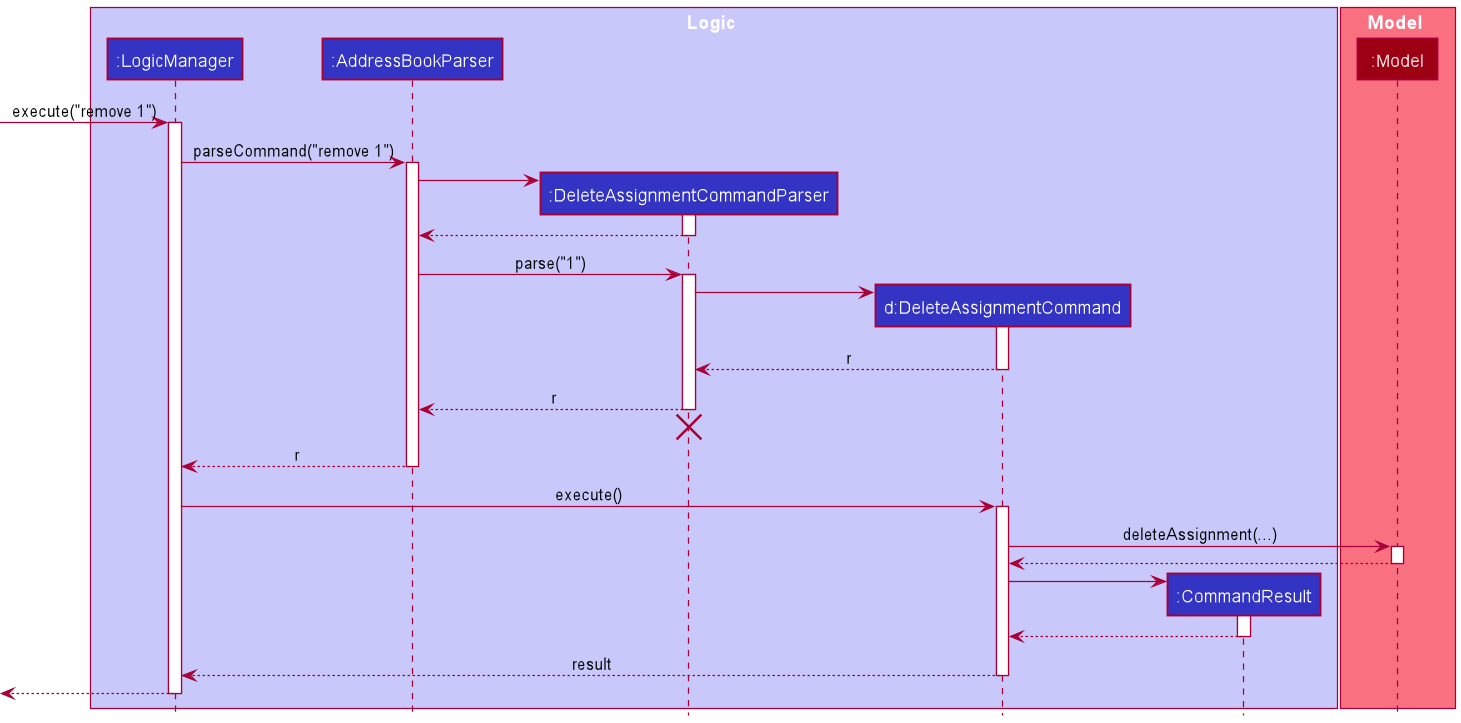 Logic
Model
:LogicManager
:AddressBookParser
:Model
execute("remove 1")
parseCommand("remove 1")
:DeleteAssignmentCommandParser
parse("1")
d:DeleteAssignmentCommand
r
r
r
execute()
deleteAssignment(...)
:CommandResult
result